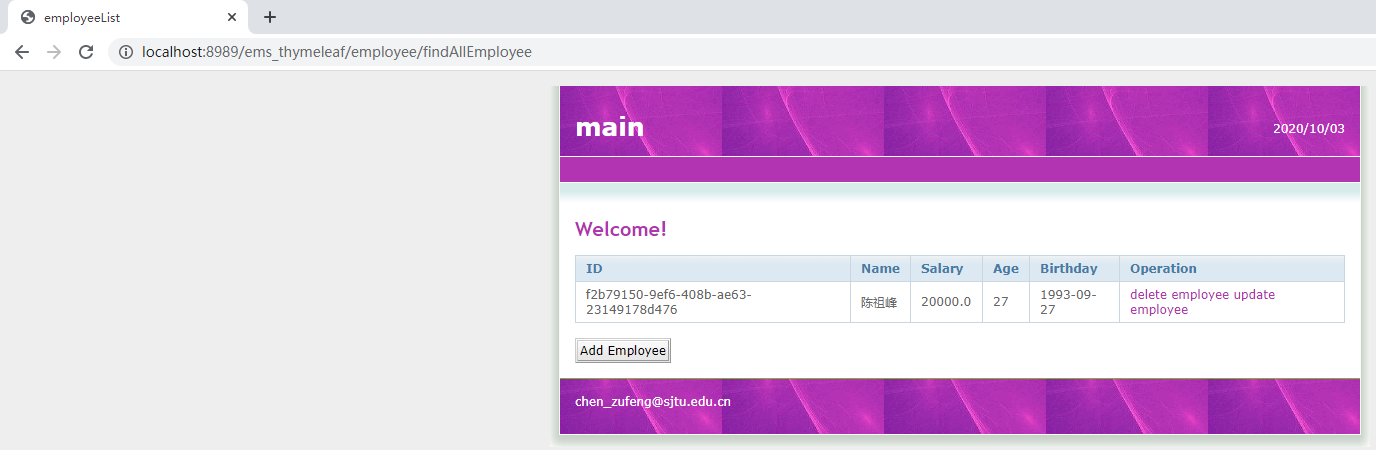 employeeList
localhost:8989/ems_thymeleaf/employee/findAllEmployee
main
2020/10/03
Welcome!
ID Name Salary Age Birthday Operation
f2b79150-9ef6-408b-ae63-
23149178d476
陈祖峰
20000.0
27
1993-09-
27
delete employee update
employee
Add Employee
chen_zufeng@sjtu.edu.cn